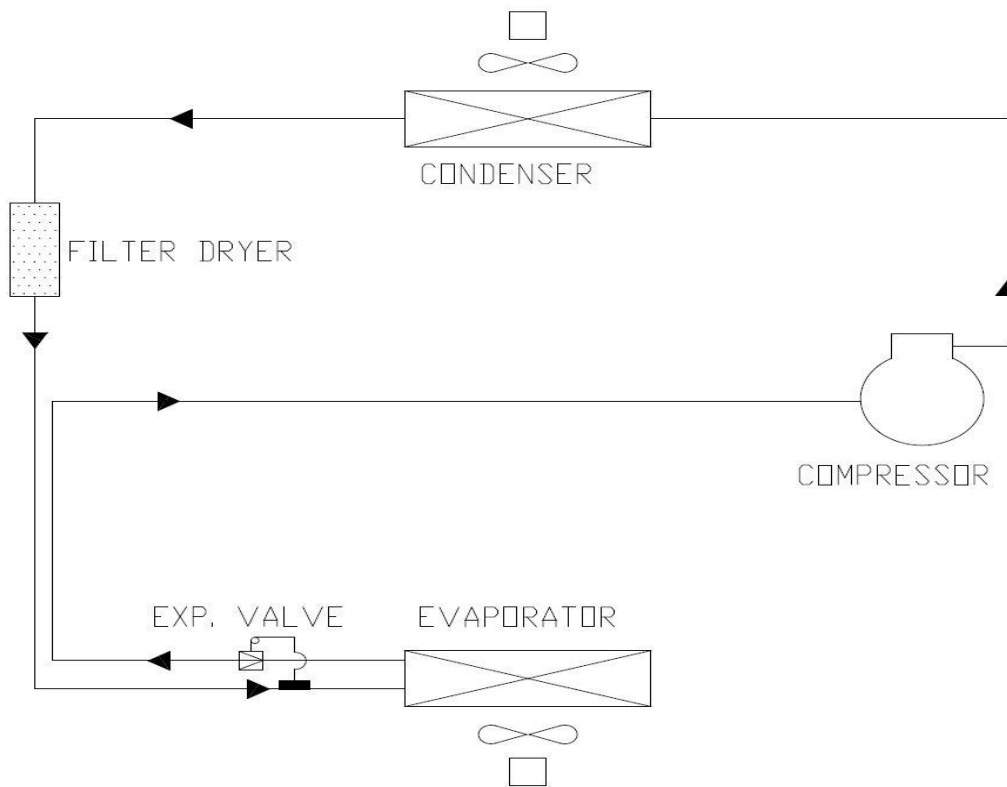 CONDENSER
FILTER DRYER
COMPRESSOR
EXP. VALVE
EVAPORATOR